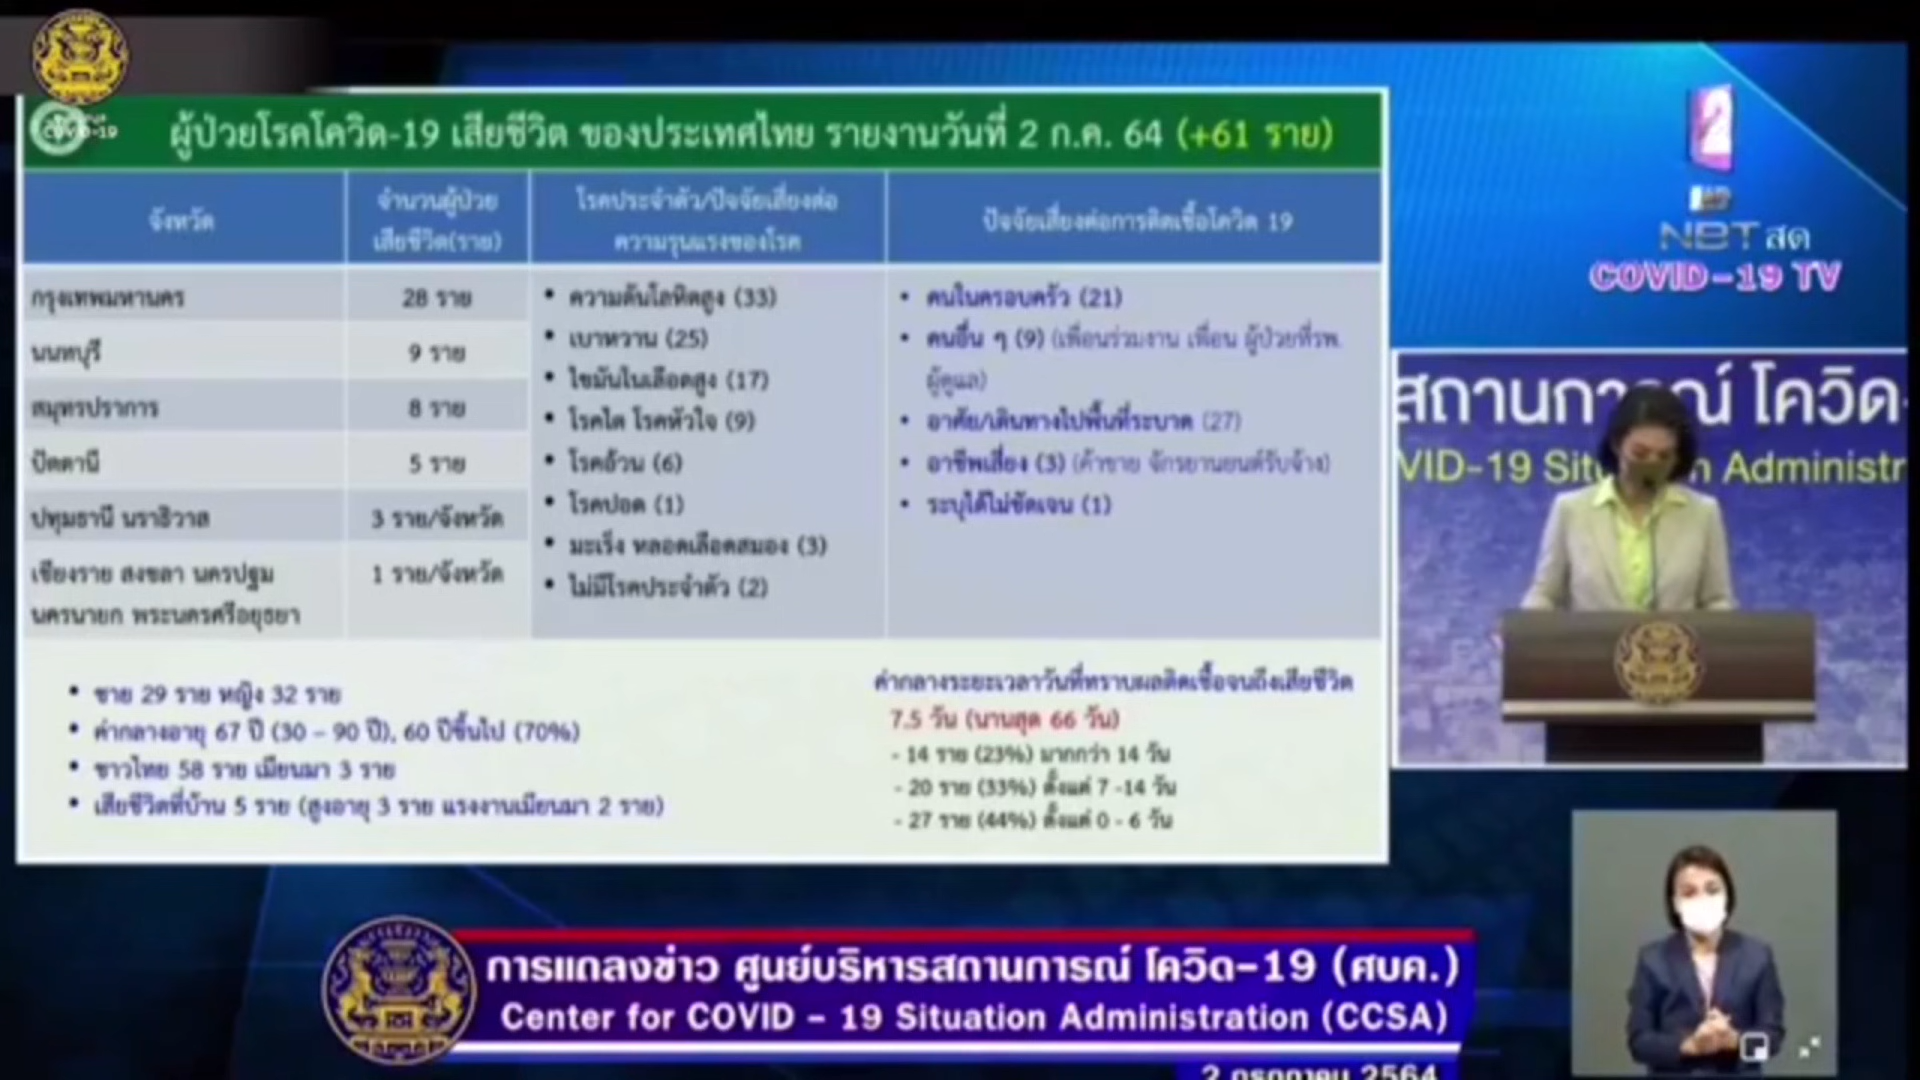 ผู้ป่วยโรคโควิด-19 เสียชีวิต ของประเทศไทย รายงานวันที่ 2 ก.ค. 64 (+61 ราย)
จังหวัด
จำนวนผู้ป่วย
เสียชีวิต(ราย)
โรคประจำตัว/ปัจจัยเสี่ยงต่อ
ความรุนแรงของโรค
ปัจจัยเสี่ยงต่อการติดเชื้อโควิด 19
กรุงเทพมหานคร
28 ราย
นนทบุรี
9 ราย
สมุทรปราการ
8 ราย
ปัตตานี
5 ราย
ปทุมธานี นราธิวาส
3 ราย/จังหวัด
เชียงราย สงขลา นครปฐม
นครนายก พระนครศรีอยุธยา
1 ราย/จังหวัด
• ความดันโลหิตสูง (33)
• เบาหวาน (25)
• ไขมันในเลือดสูง (17)
• โรคไต โรคหัวใจ (9)
• โรคอ้วน (6)
• โรคปอด (1)
• มะเร็ง หลอดเลือดสมอง (3)
• ไม่มีโรคประจำตัว (2)
• คนในครอบครัว (21)
• คนอื่น ๆ (9) (เพื่อนร่วมงาน เพื่อน ผู้ป่วยที่รพ.
ผู้ดูแล)
• อาศัย/เดินทางไปพื้นที่ระบาด (27)
• อาชีพเสี่ยง (3) (ค้าขาย จักรยานยนต์รับจ้าง)
• ระบุได้ไม่ชัดเจน (1)
• ชาย 29 ราย หญิง 32 ราย
• ค่ากลางอายุ 67 ปี (30 – 90 ปี), 60 ปีขึ้นไป (70%)
• ชาวไทย 58 ราย เมียนมา 3 ราย
• เสียชีวิตที่บ้าน 5 ราย (สูงอายุ 3 ราย แรงงานเมียนมา 2 ราย)
ค่ากลางระยะเวลาวันที่ทราบผลติดเชื้อจนถึงเสียชีวิต
7.5 วัน (นานสุด 66 วัน)
- 14 ราย (23%) มากกว่า 14 วัน
- 20 ราย (33%) ตั้งแต่ 7 -14 วัน
- 27 ราย (44%) ตั้งแต่ 0 - 6 วัน
2
HD
NBT สด
COVID-19 TV
สถานการณ์ โควิด-
VID-19 Situation Administr
การแถลงข่าว ศูนย์บริหารสถานการณ์ โควิด-19 (ศบค.)
Center for COVID - 19 Situation Administration (CCSA)
2 กรกฎาคม 2564